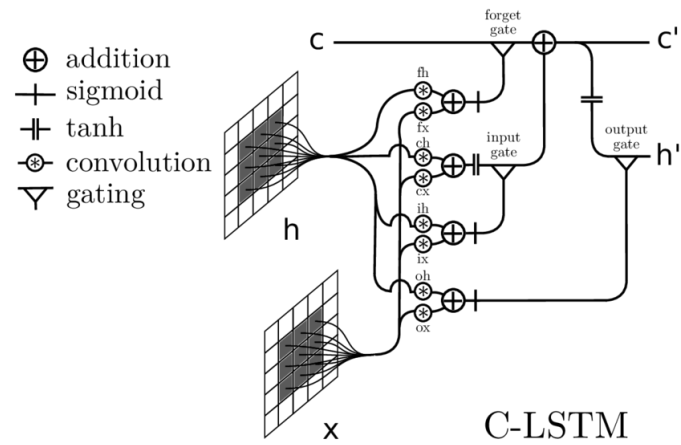 addition
sigmoid
tanh
convolution
gating
c
forget
gate
c'
fh
fx
ch
cx
input
gate
output
gate
h'
h
ih
ix
oh
ox
x
C-LSTM